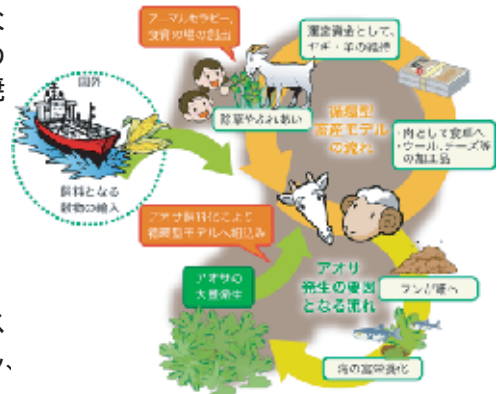 アニマルセラピー、
食育の場の創出
運営資金として、
ヤギ・羊の維持
国外
除草やふれあい
循環型
畜産モデル
の流れ
・肉として食卓へ
・ウール、チーズ等
の加工品
飼料となる
穀物の輸入
アオサ飼料化により
循環型モデルへ組込み
アオサの
大量発生
アオサ
発生の要因
となる流れ
フンが海へ
海の富栄養化